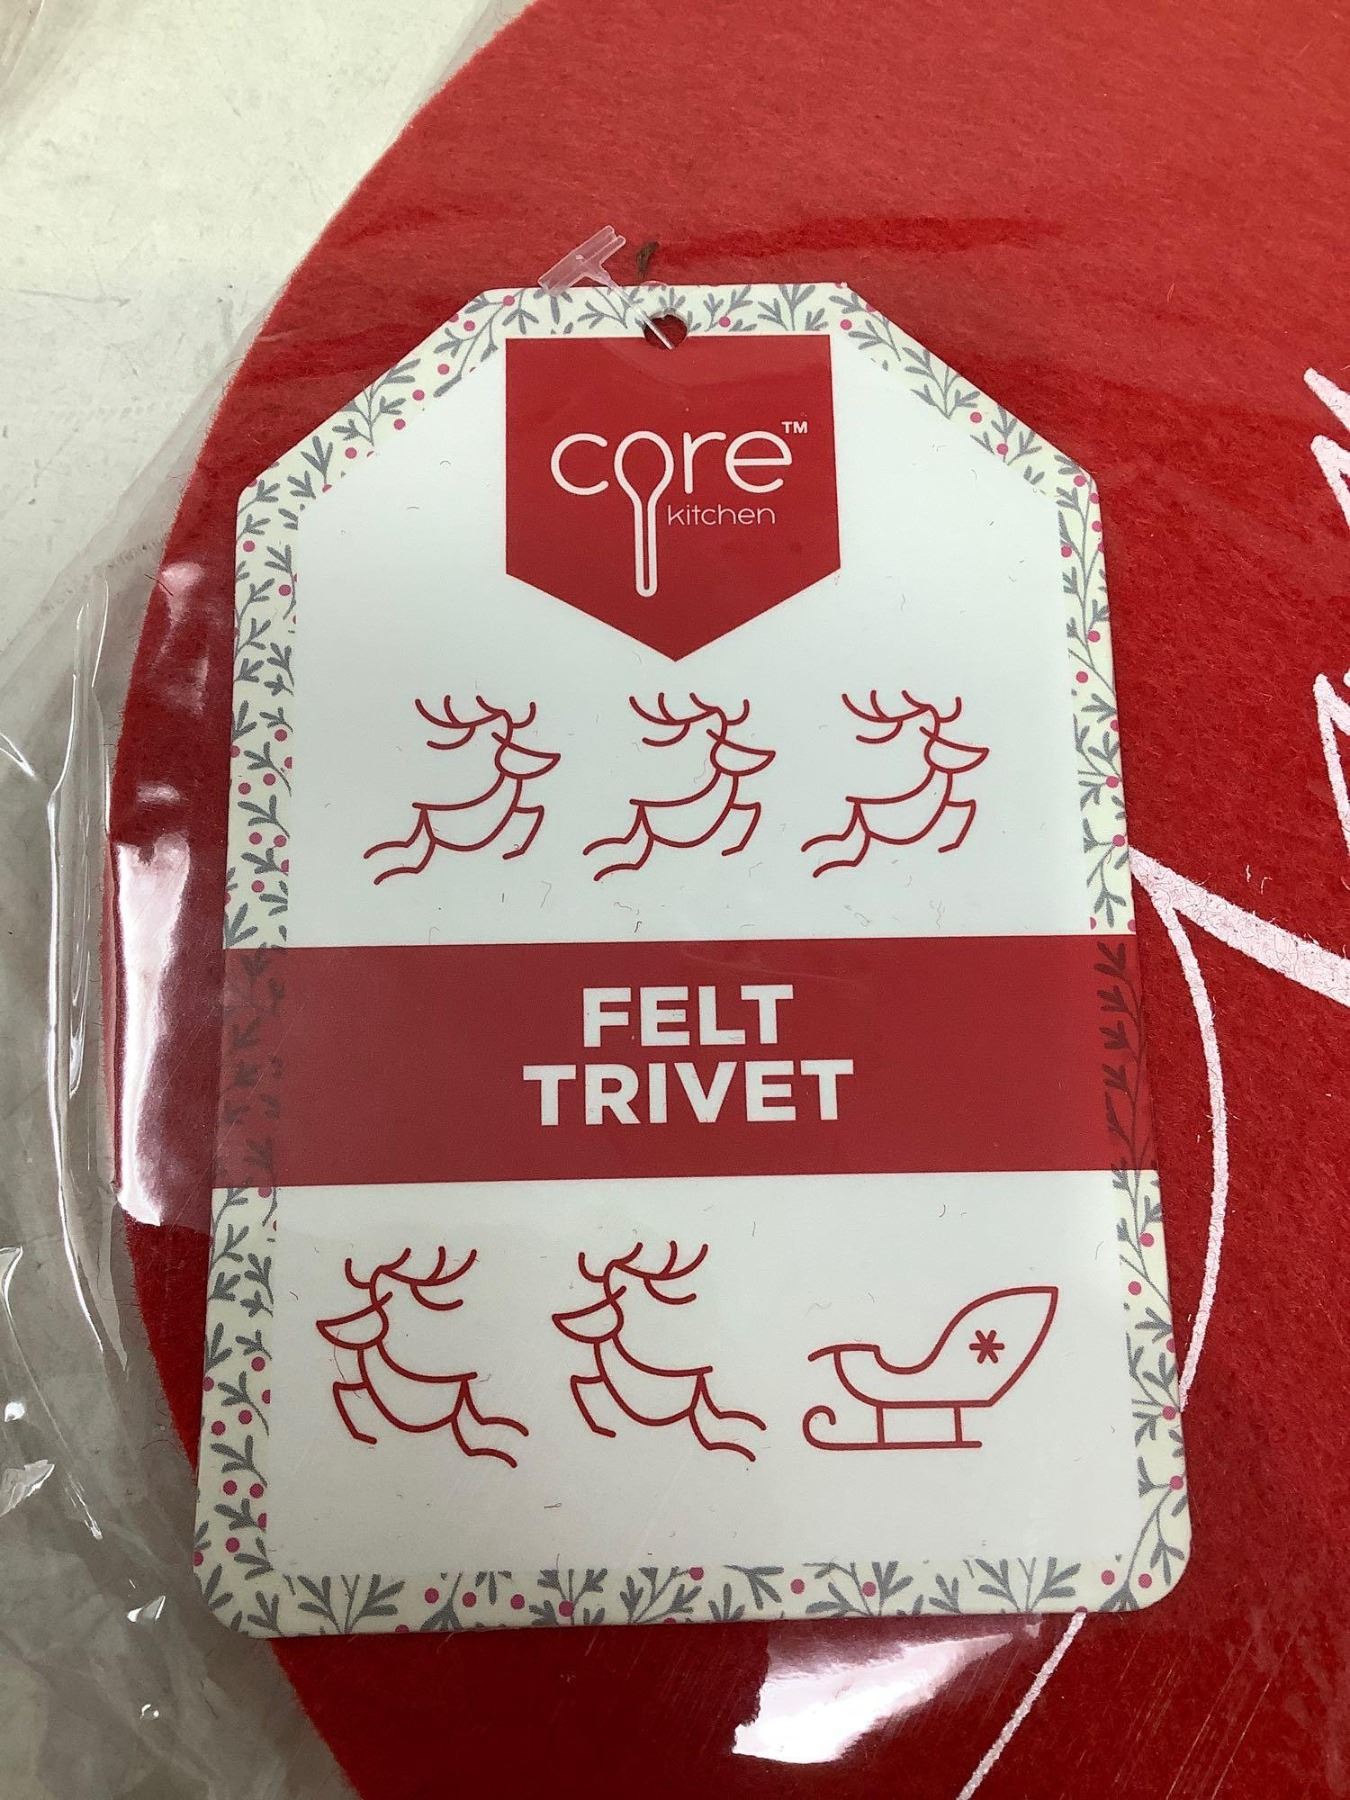 core™
kitchen
FELT
TRIVET